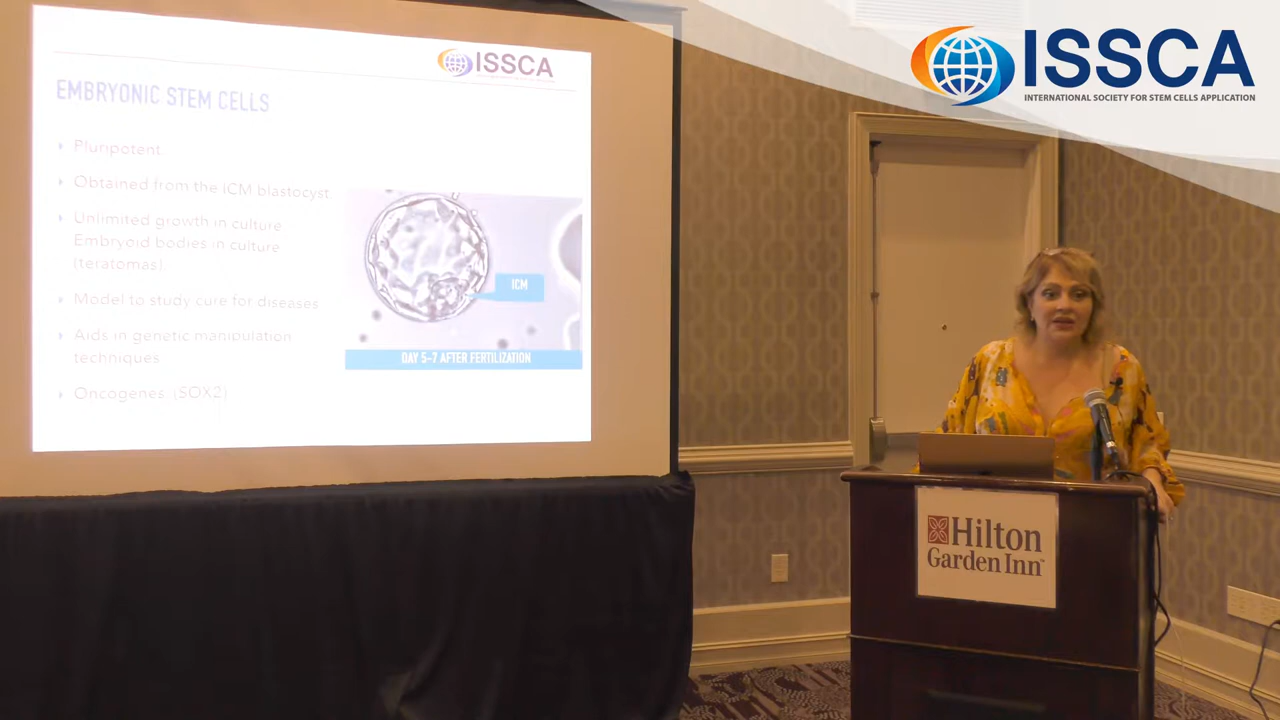 ISSCA
EMBRYONIC STEM CELLS
Pluripotent
Obtained from the ICM blastocyst
Unlimited growth in culture
Embryoid bodies in culture
(teratomas)
Model to study cure for diseases
Aids in genetic manipulation
techniques
Oncogenes (SOX2)
ICM
DAY 5-7 AFTER FERTILIZATION
ISSCA
INTERNATIONAL SOCIETY FOR STEM CELLS APPLICATION
Hilton
Garden Inn™